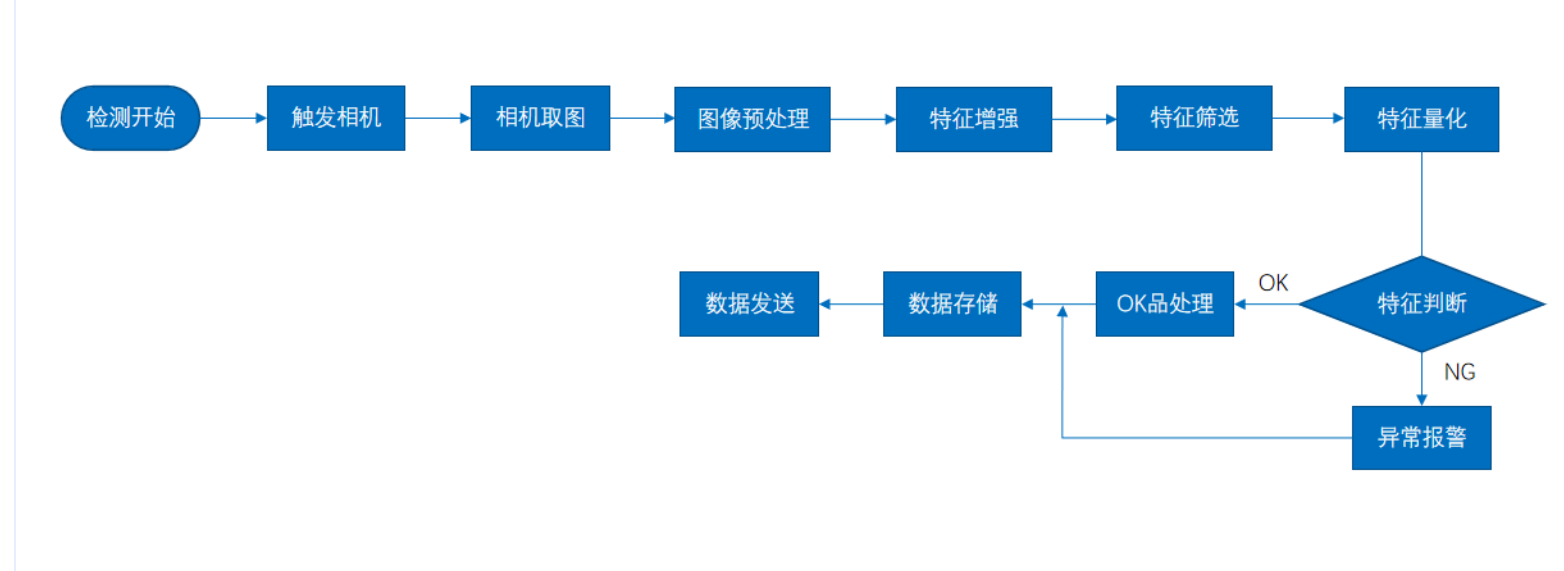 检测开始
触发相机
相机取图
图像预处理
特征增强
特征筛选
特征量化
数据发送
数据存储
OK品处理
OK
特征判断
NG
异常报警